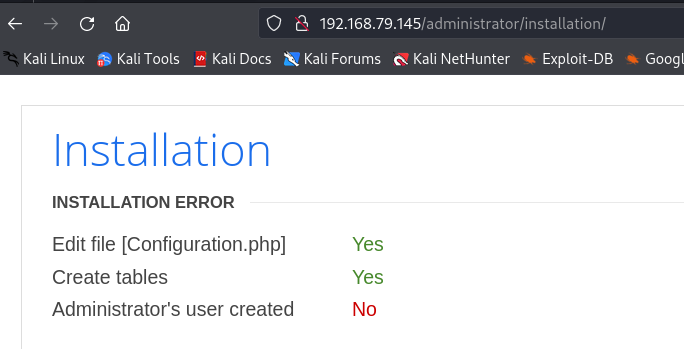 192.168.79.145/administrator/installation/
Kali Linux Kali Tools Kali Docs Kali Forums Kali NetHunter Exploit-DB Googl
Installation
INSTALLATION ERROR
Edit file [Configuration.php] Yes
Create tables Yes
Administrator's user created No